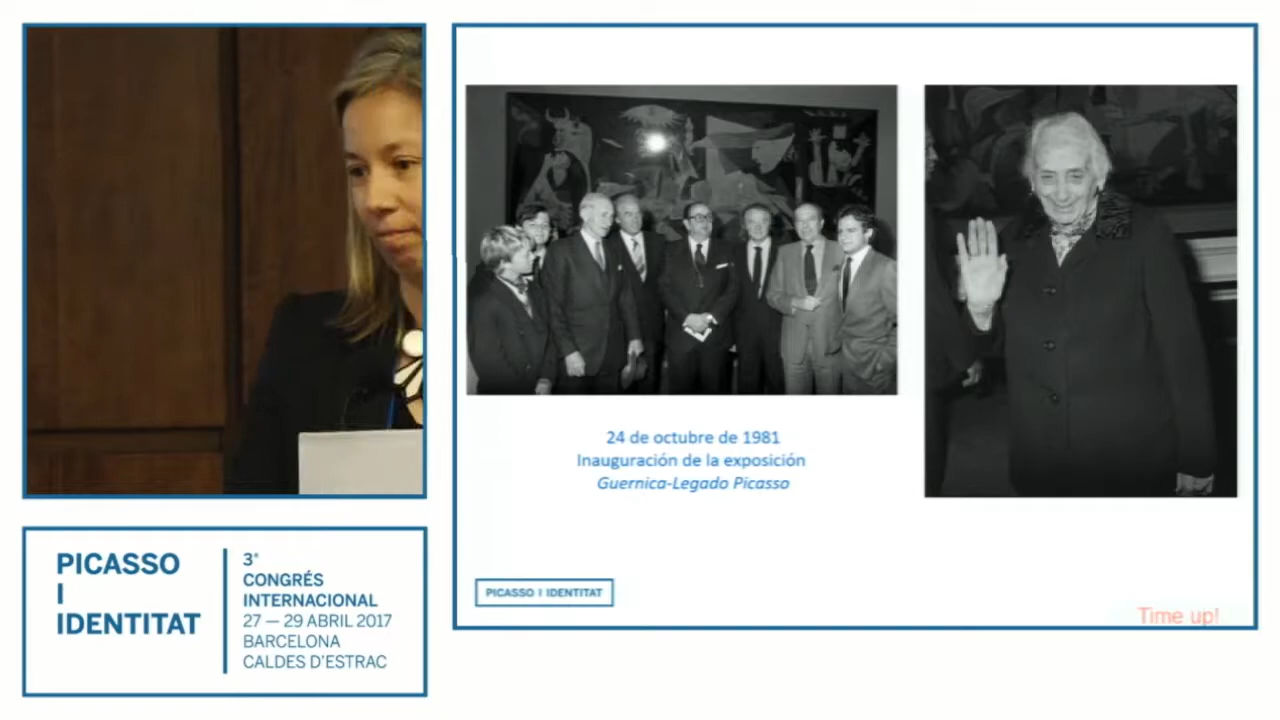 24 de octubre de 1981
Inauguración de la exposición
Guernica-Legado Picasso
PICASSO I IDENTITAT
Time up!
PICASSO
I
IDENTITAT
3ᵉʳ
CONGRÉS
INTERNACIONAL
27 — 29 ABRIL 2017
BARCELONA
CALDES D'ESTRAC